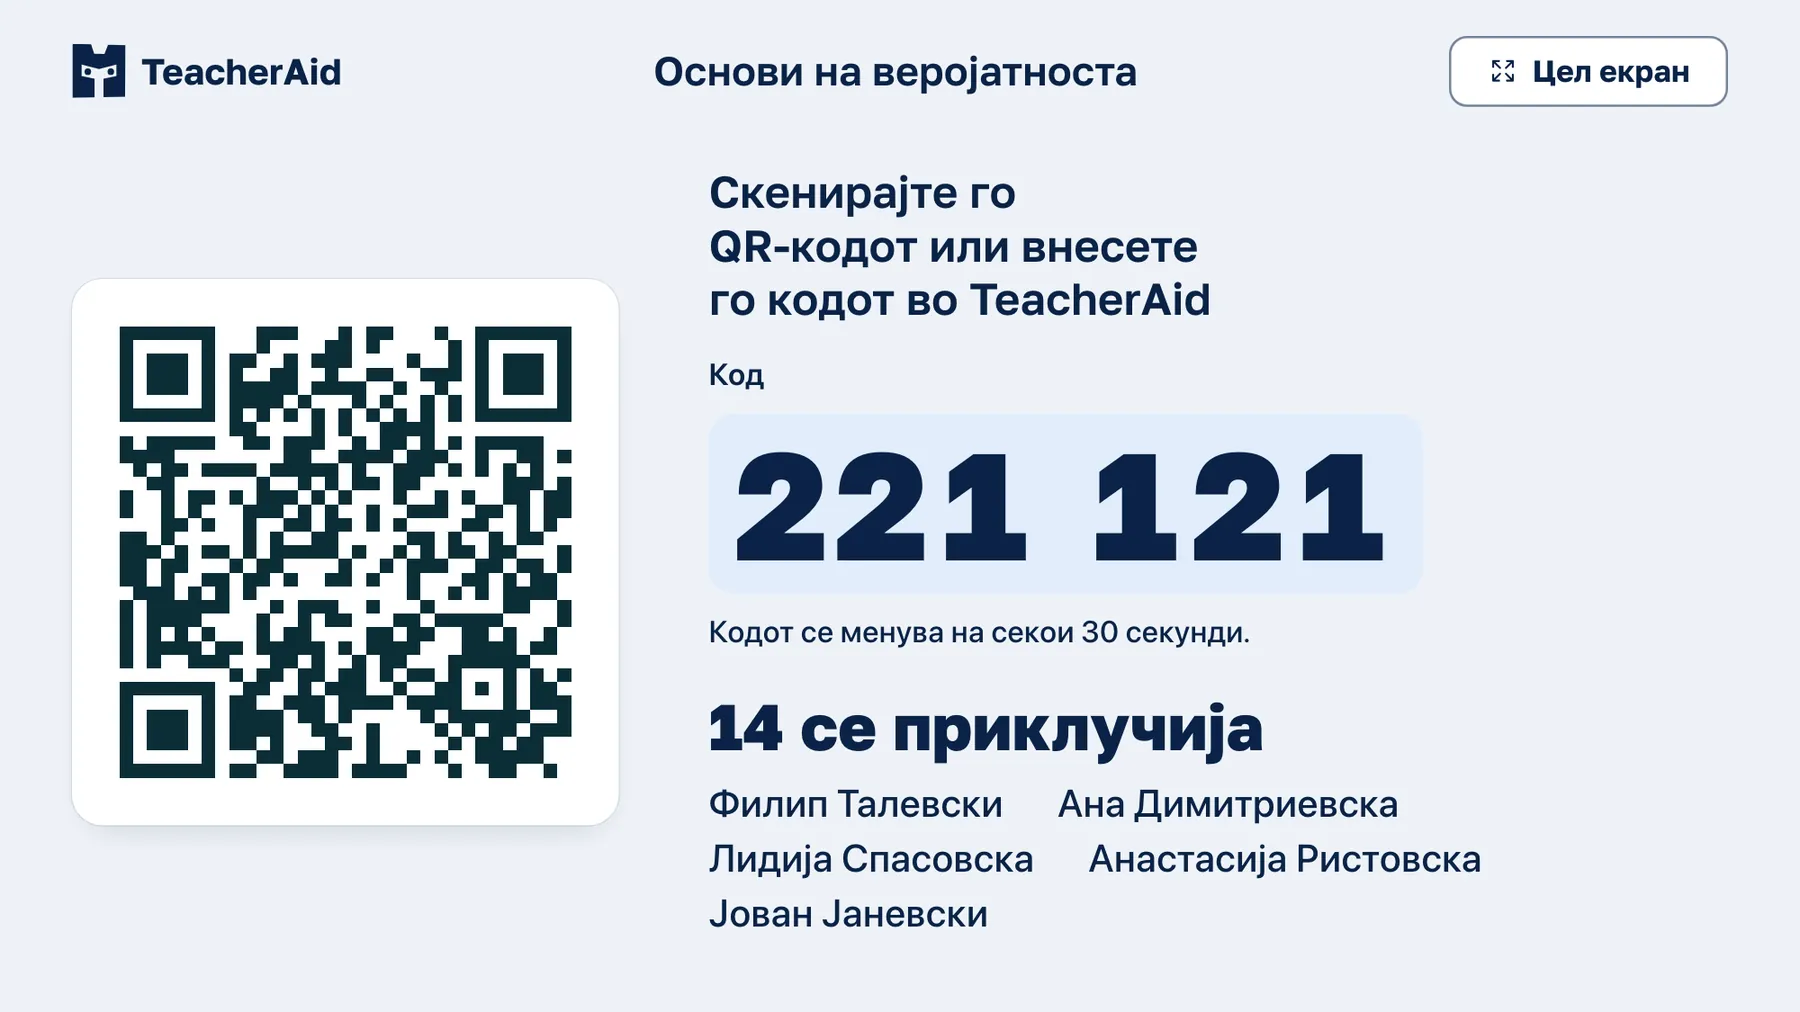 TeacherAid
Основи на веројатноста
Цел екран
Скенирајте го
QR-кодот или внесете
го кодот во TeacherAid
Код
221 121
Кодот се менува на секои 30 секунди.
14 се приклучија
Филип Талевски Ана Димитриевска
Лидија Спасовска Анастасија Ристовска
Јован Јаневски